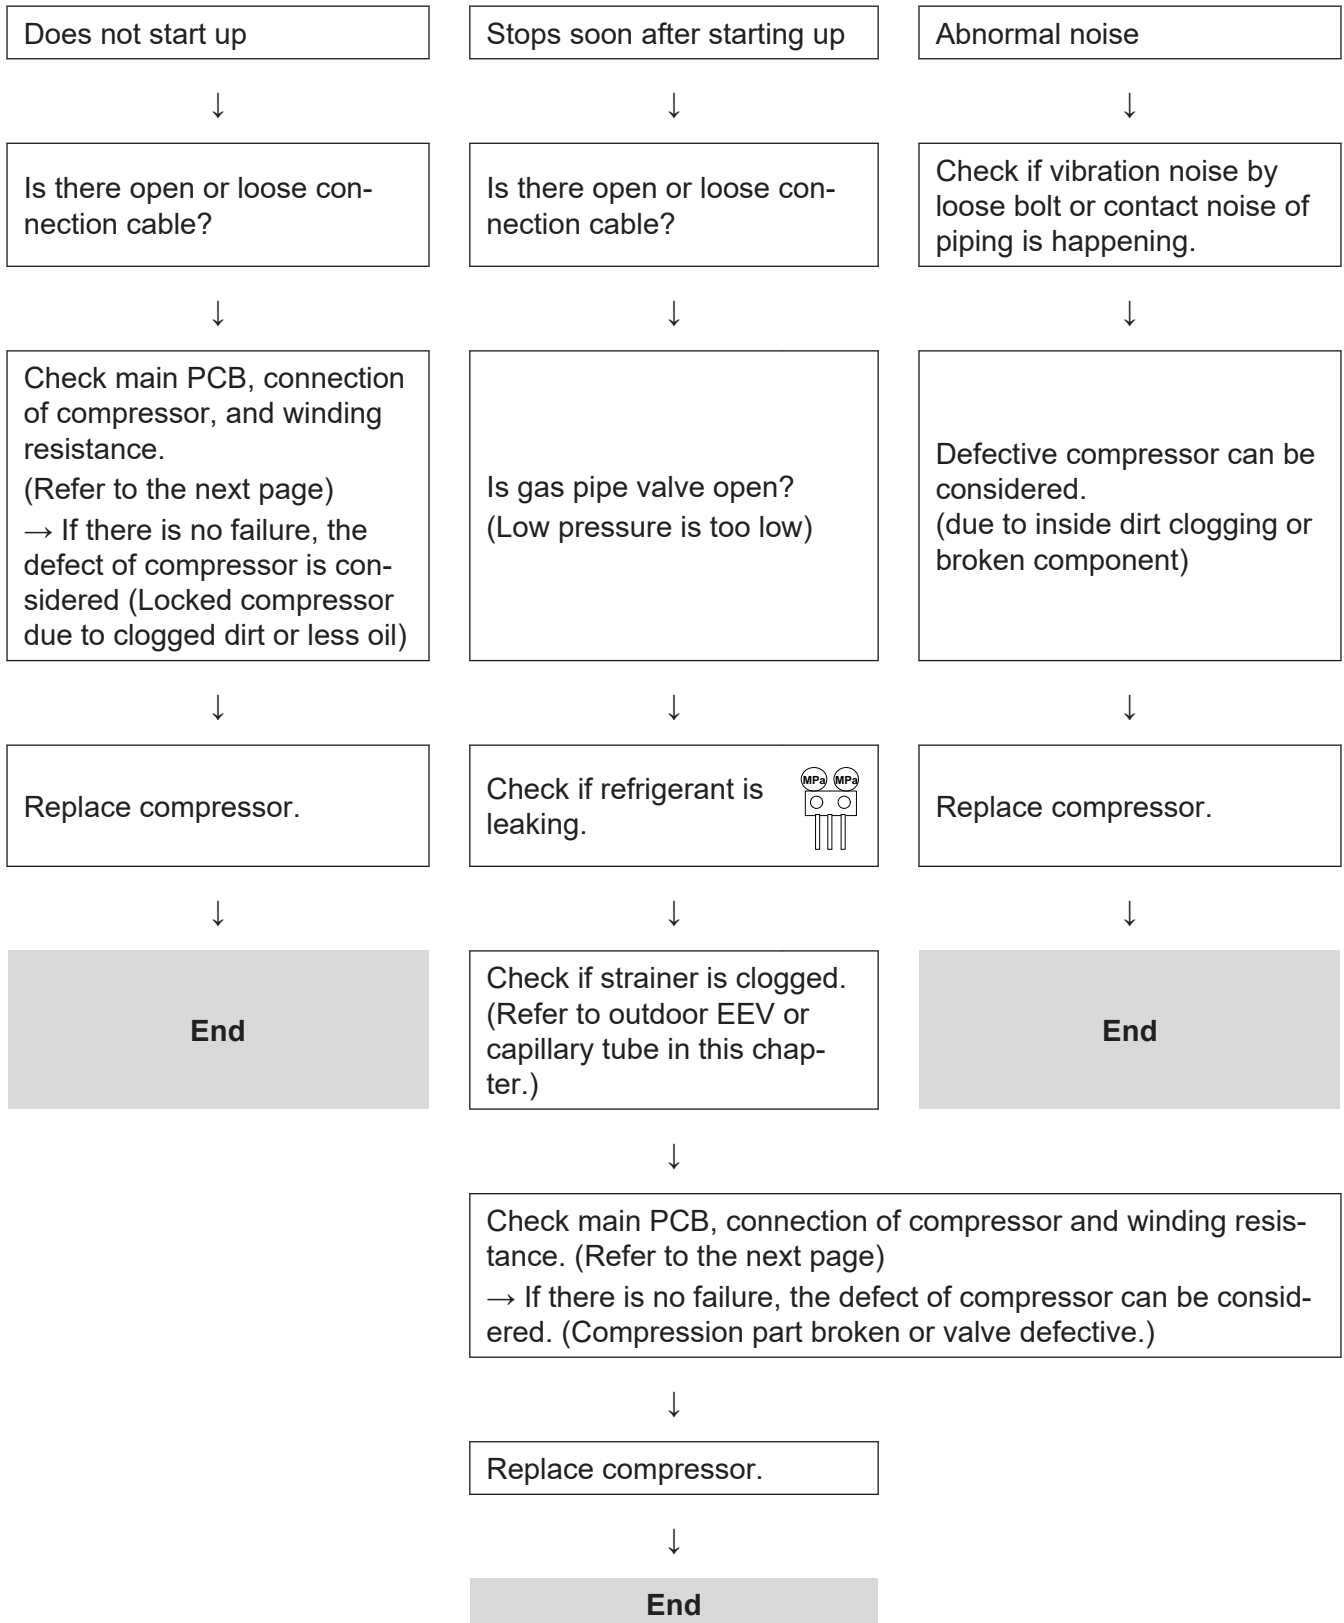 Does not start up
Stops soon after starting up
Abnormal noise
↓
↓
↓
Is there open or loose con-
nection cable?
Is there open or loose con-
nection cable?
Check if vibration noise by
loose bolt or contact noise of
piping is happening.
↓
↓
↓
Check main PCB, connection
of compressor, and winding
resistance.
(Refer to the next page)
→ If there is no failure, the
defect of compressor is con-
sidered (Locked compressor
due to clogged dirt or less oil)
Is gas pipe valve open?
(Low pressure is too low)
Defective compressor can be
considered.
(due to inside dirt clogging or
broken component)
↓
↓
↓
Replace compressor.
Check if refrigerant is
leaking.
MPa MPa
Replace compressor.
↓
↓
↓
End
Check if strainer is clogged.
(Refer to outdoor EEV or
capillary tube in this chap-
ter.)
End
↓
Check main PCB, connection of compressor and winding resis-
tance. (Refer to the next page)
→ If there is no failure, the defect of compressor can be consid-
ered. (Compression part broken or valve defective.)
↓
Replace compressor.
↓
End